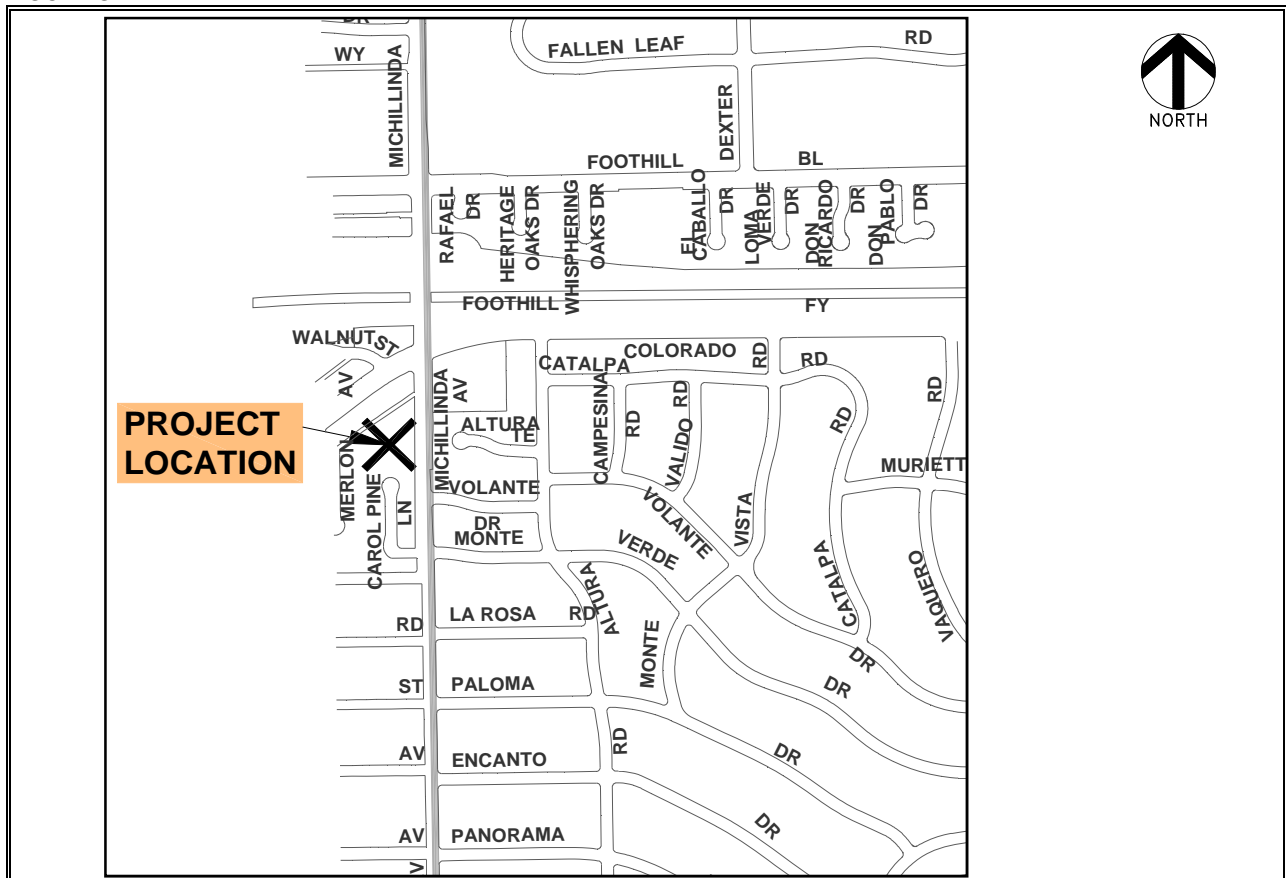 WY
MICHILLINDA
FALLEN LEAF
RD
NORTH
DEXTER
FOOTHILL
BL
RAFAEL
DR
HERITAGE
OAKS DR
WHISPHERING
OAKS DR
EL
CABALLO
DR
LOMA
VERDE
DR
DON
RICARDO
DR
DON
PABLO
DR
FOOTHILL
FY
WALNUT
ST
AV
MICHILLINDA
AV
CATALPA
COLORADO
RD
RD
RD
RD
PROJECT
LOCATION
MERLON
CAROL PINE
LN
ALTURA
TE
CAMPESINA
RD
VALIDO
RD
MURIETT
VOLANTE
VOLANTE
VISTA
DR
MONTE
VERDE
ALTURA
RD
CATALPA
VAQUERO
RD
LA ROSA
MONTE
DR
DR
ST
PALOMA
AV
ENCANTO
RD
DR
AV
PANORAMA
DR